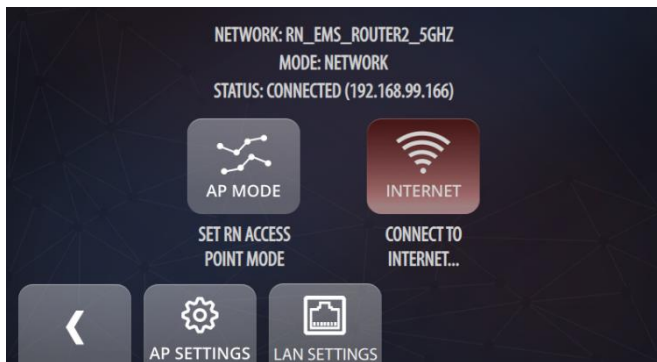 NETWORK: RN_EMS_ROUTER2_5GHZ
MODE: NETWORK
STATUS: CONNECTED (192.168.99.166)
AP MODE
INTERNET
SET RN ACCESS
POINT MODE
CONNECT TO
INTERNET...
AP SETTINGS
LAN SETTINGS